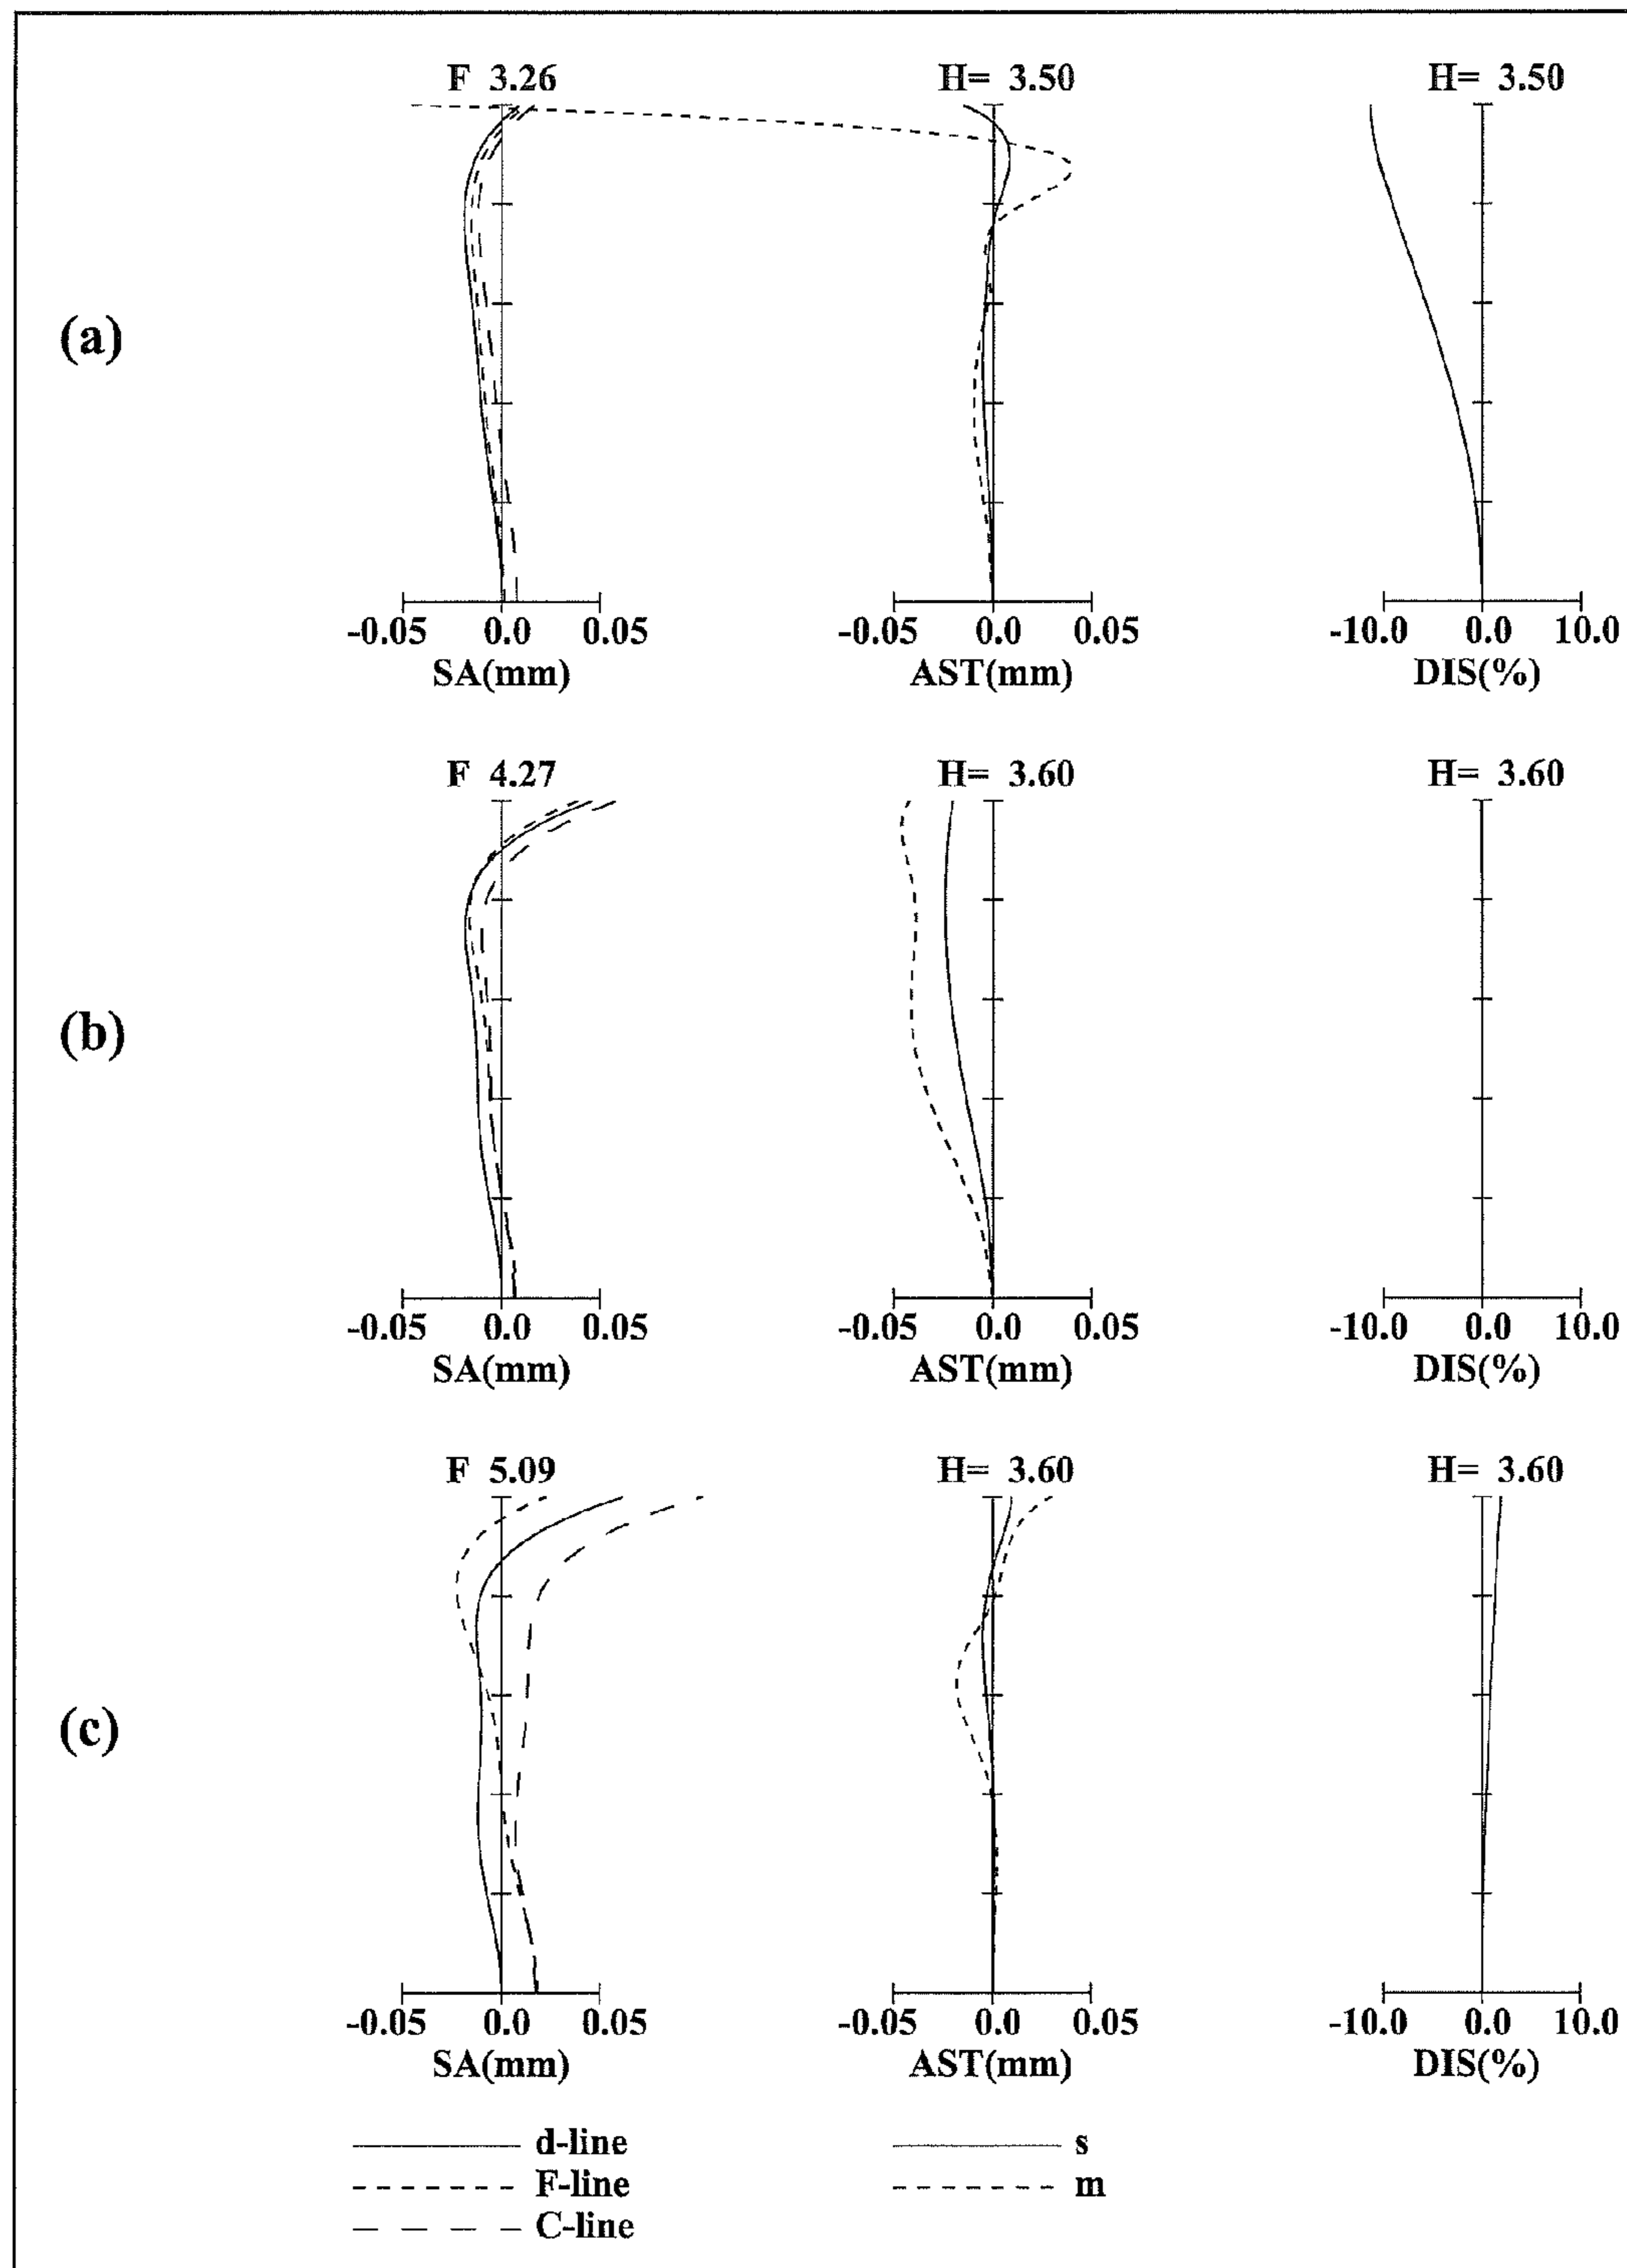 F 3.26 H= 3.50 H= 3.50
(a)
-0.05 0.0 0.05 -0.05 0.0 0.05 -10.0 0.0 10.0
SA(mm) AST(mm) DIS(%)
F 4.27 H= 3.60 H= 3.60
(b)
-0.05 0.0 0.05 -0.05 0.0 0.05 -10.0 0.0 10.0
SA(mm) AST(mm) DIS(%)
F 5.09 H= 3.60 H= 3.60
(c)
-0.05 0.0 0.05 -0.05 0.0 0.05 -10.0 0.0 10.0
SA(mm) AST(mm) DIS(%)
d-line s
F-line m
C-line